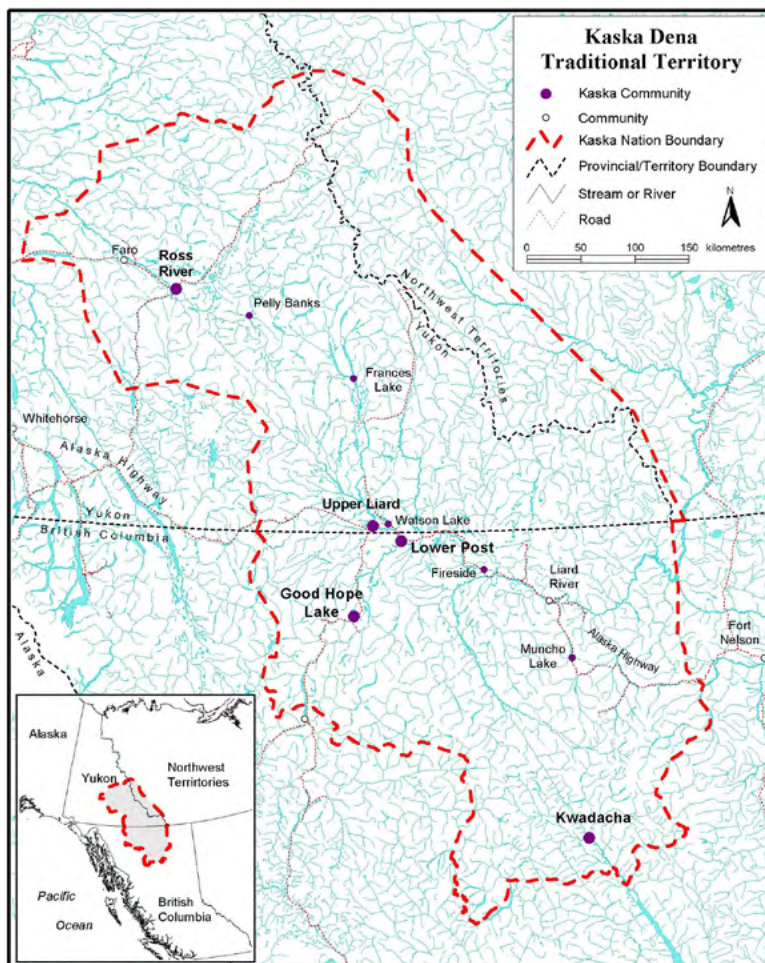 Kaska Dena
Traditional Territory
Kaska Community
Community
Kaska Nation Boundary
Provincial/Territory Boundary
Stream or River
Road
N
0 50 100 150 kilometres
Faro
Ross
River
Pelly Banks
Northwest Territories
Yukon
Frances
Lake
Whitehorse
Alaska Highway
Upper Liard
Watson Lake
Yukon
British Columbia
Lower Post
Fireside
Liard
River
Good Hope
Lake
Alaska
Muncho
Lake
Alaska Highway
Fort
Nelson
Kwadacha
Alaska
Yukon
Northwest
Terrirtories
Pacific
Ocean
British
Columbia